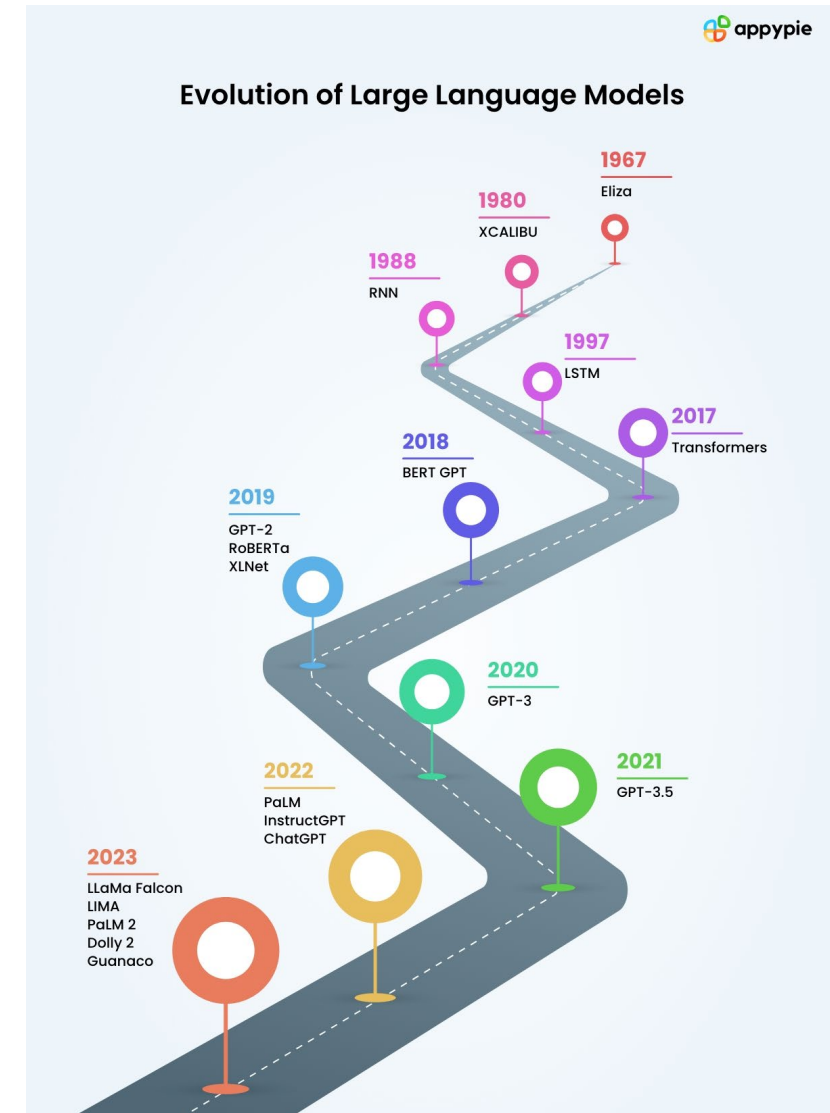 appypie
Evolution of Large Language Models
1967
Eliza
1980
XCALIBU
1988
RNN
1997
LSTM
2017
Transformers
2018
BERT GPT
2019
GPT-2
RoBERTa
XLNet
2020
GPT-3
2021
GPT-3.5
2022
PaLM
InstructGPT
ChatGPT
2023
LLaMa Falcon
LIMA
PaLM 2
Dolly 2
Guanaco